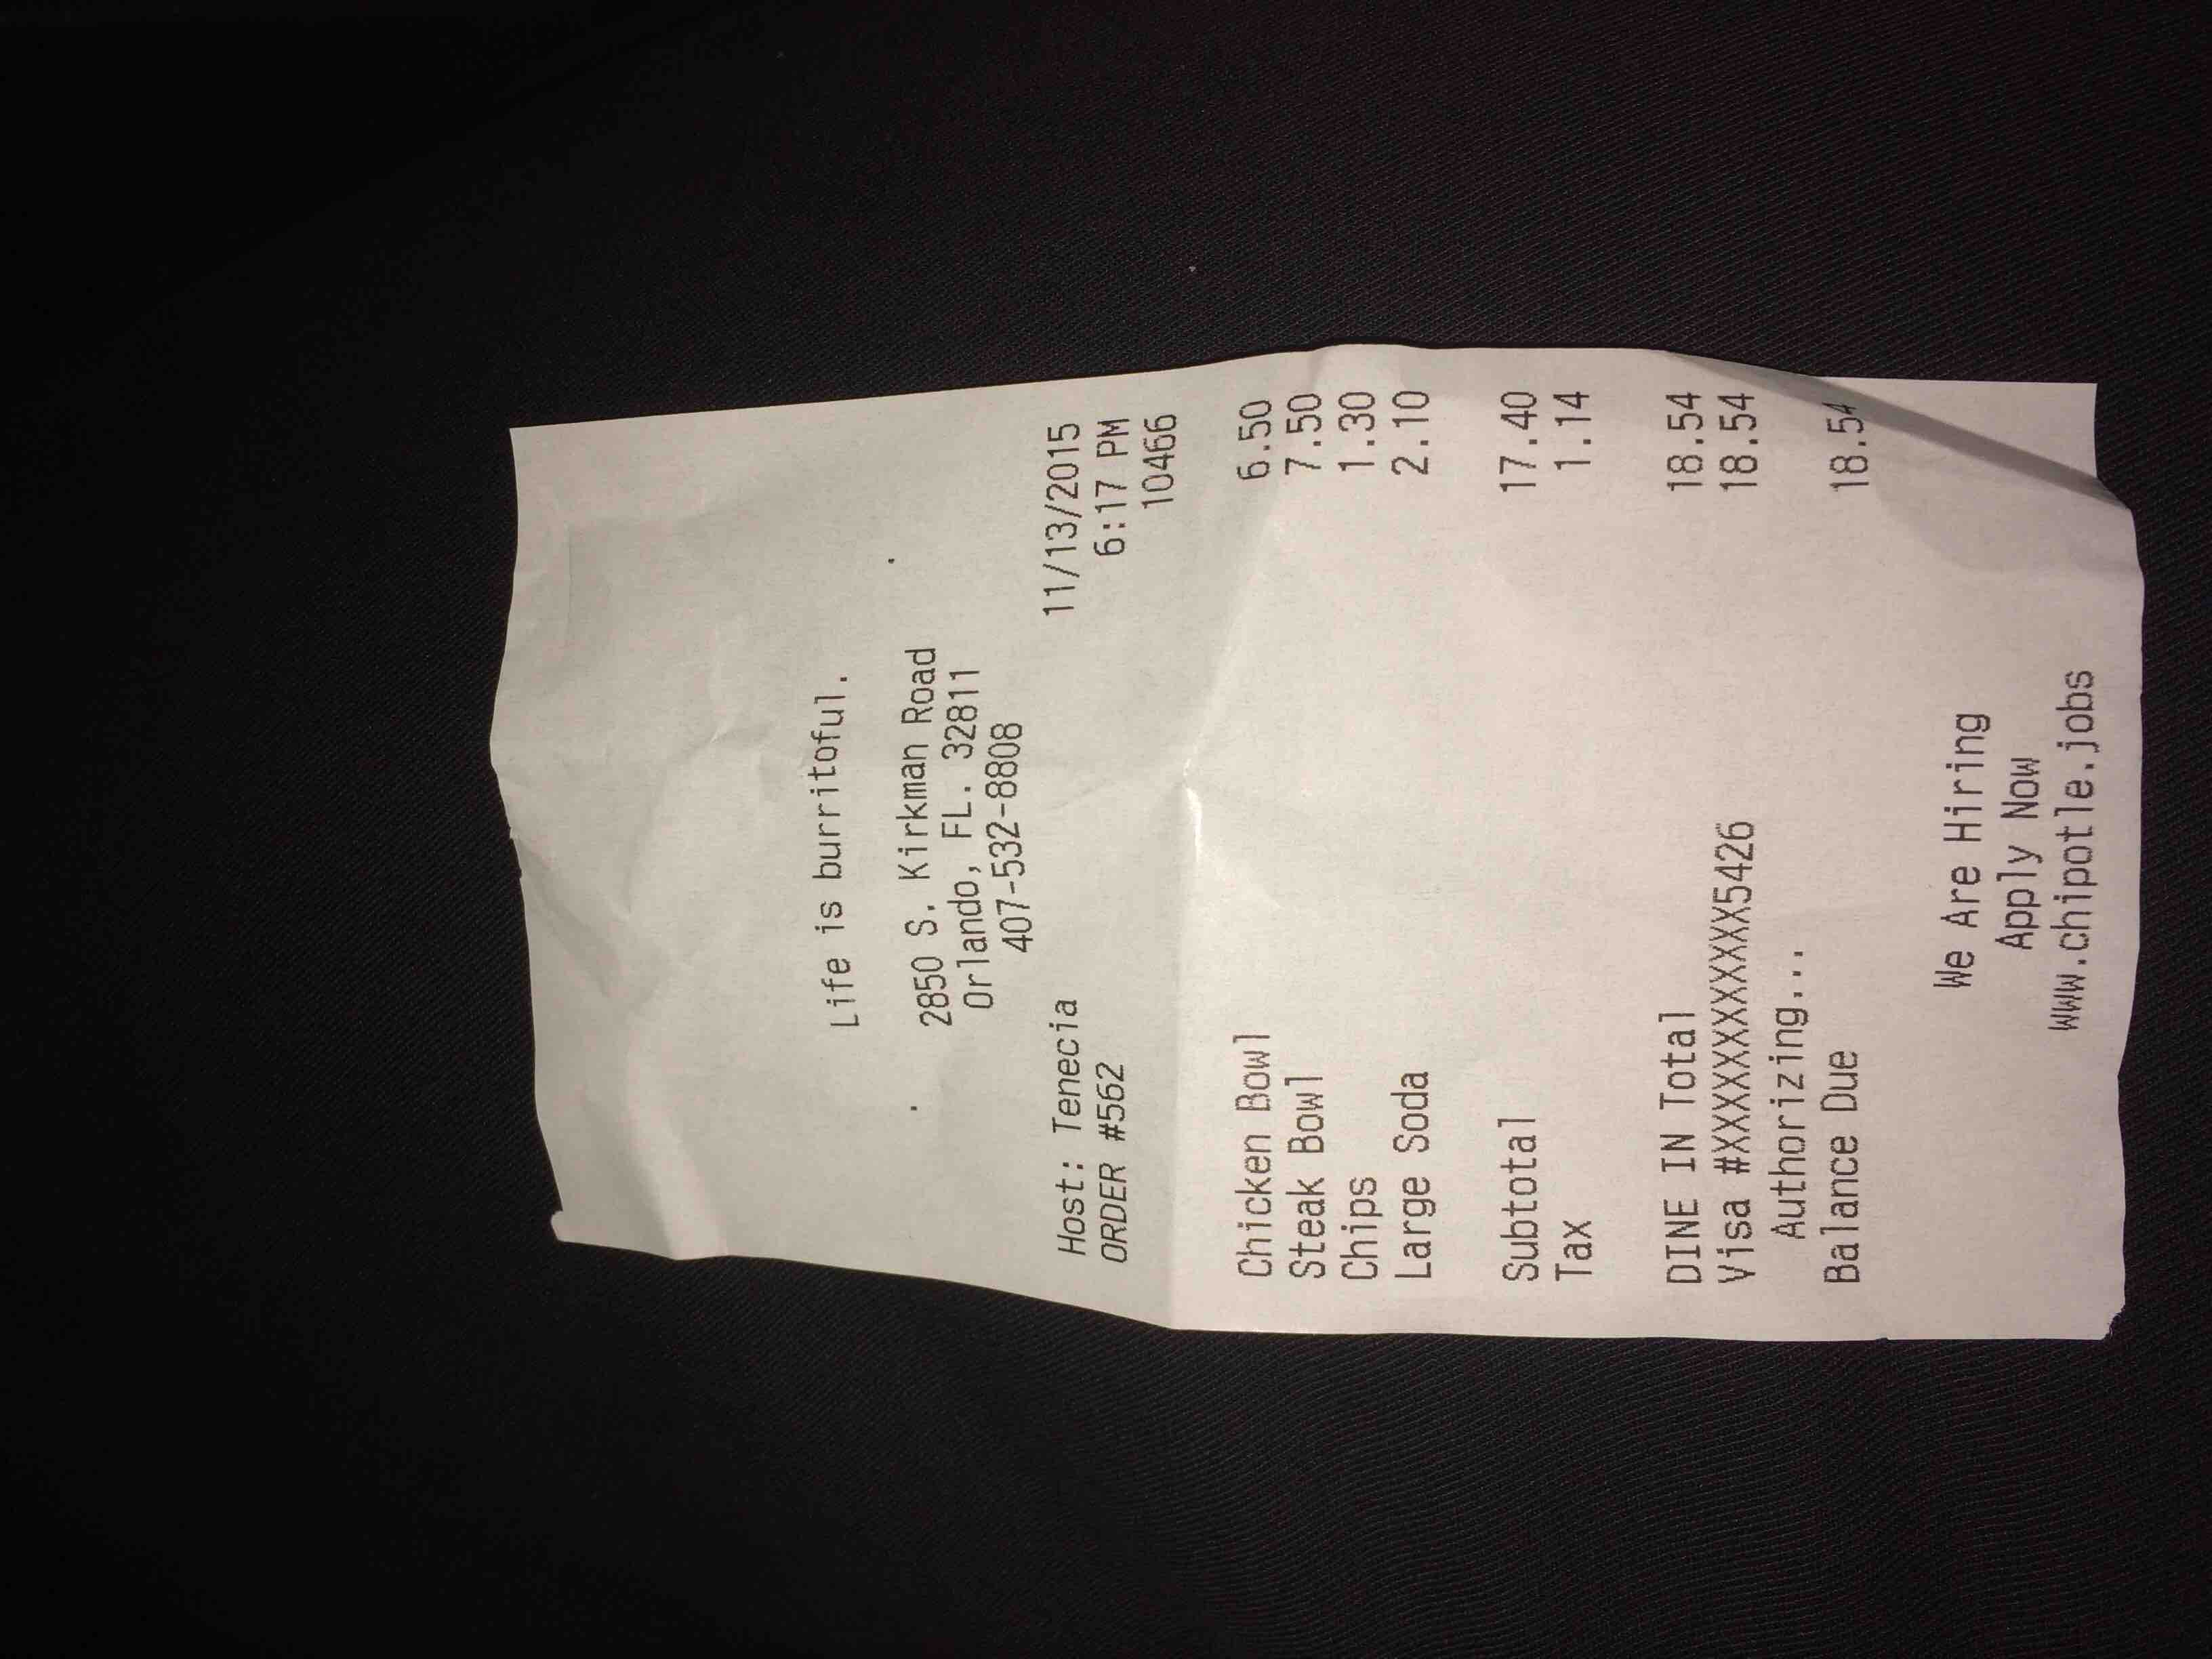 Life is burritoful.
2850 S. Kirkman Road
Orlando, FL. 32811
407-532-8808
Host: Tenecia 11/13/2015
ORDER #562 6:17 PM
10466
Chicken Bowl 6.50
Steak Bowl 7.50
Chips 1.30
Large Soda 2.10
Subtotal 17.40
Tax 1.14
DINE IN Total 18.54
Visa #XXXXXXXXXXXX5426 18.54
Authorizing...
Balance Due 18.54
We Are Hiring
Apply Now
www.chipotle.jobs